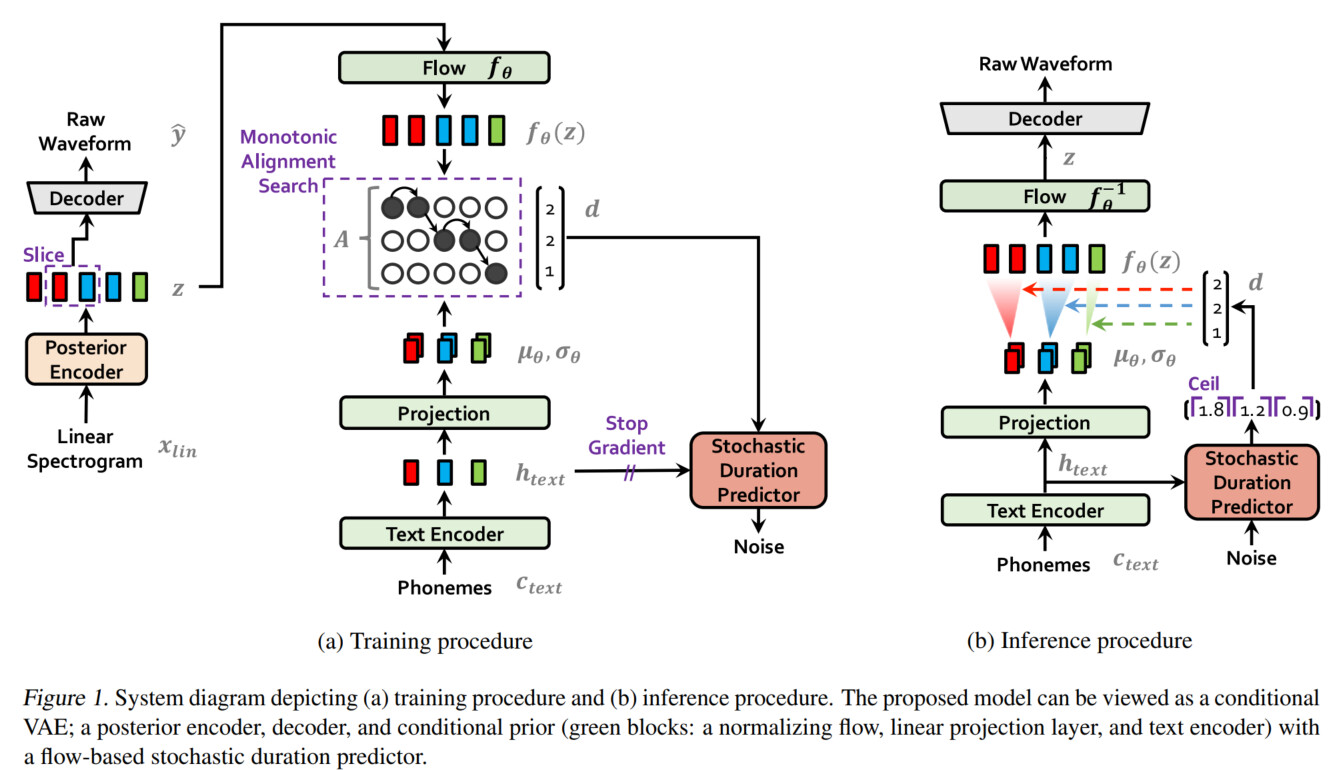 Raw
Waveform
ŷ
Decoder
Slice
z
Posterior
Encoder
Linear
Spectrogram
x_lin
Flow f_θ
f_θ(z)
Monotonic
Alignment
Search
A
2
2
1
d
μ_θ, σ_θ
Projection
h_text
Stop
Gradient
//
Stochastic
Duration
Predictor
Noise
Text Encoder
Phonemes
c_text
(a) Training procedure
Raw Waveform
Decoder
z
Flow f_θ^{-1}
f_θ(z)
2
2
1
d
μ_θ, σ_θ
Ceil
[⌈1.8⌉⌈1.2⌉⌈0.9⌉]
Projection
h_text
Stochastic
Duration
Predictor
Text Encoder
Noise
Phonemes
c_text
(b) Inference procedure
Figure 1. System diagram depicting (a) training procedure and (b) inference procedure. The proposed model can be viewed as a conditional
VAE; a posterior encoder, decoder, and conditional prior (green blocks: a normalizing flow, linear projection layer, and text encoder) with
a flow-based stochastic duration predictor.